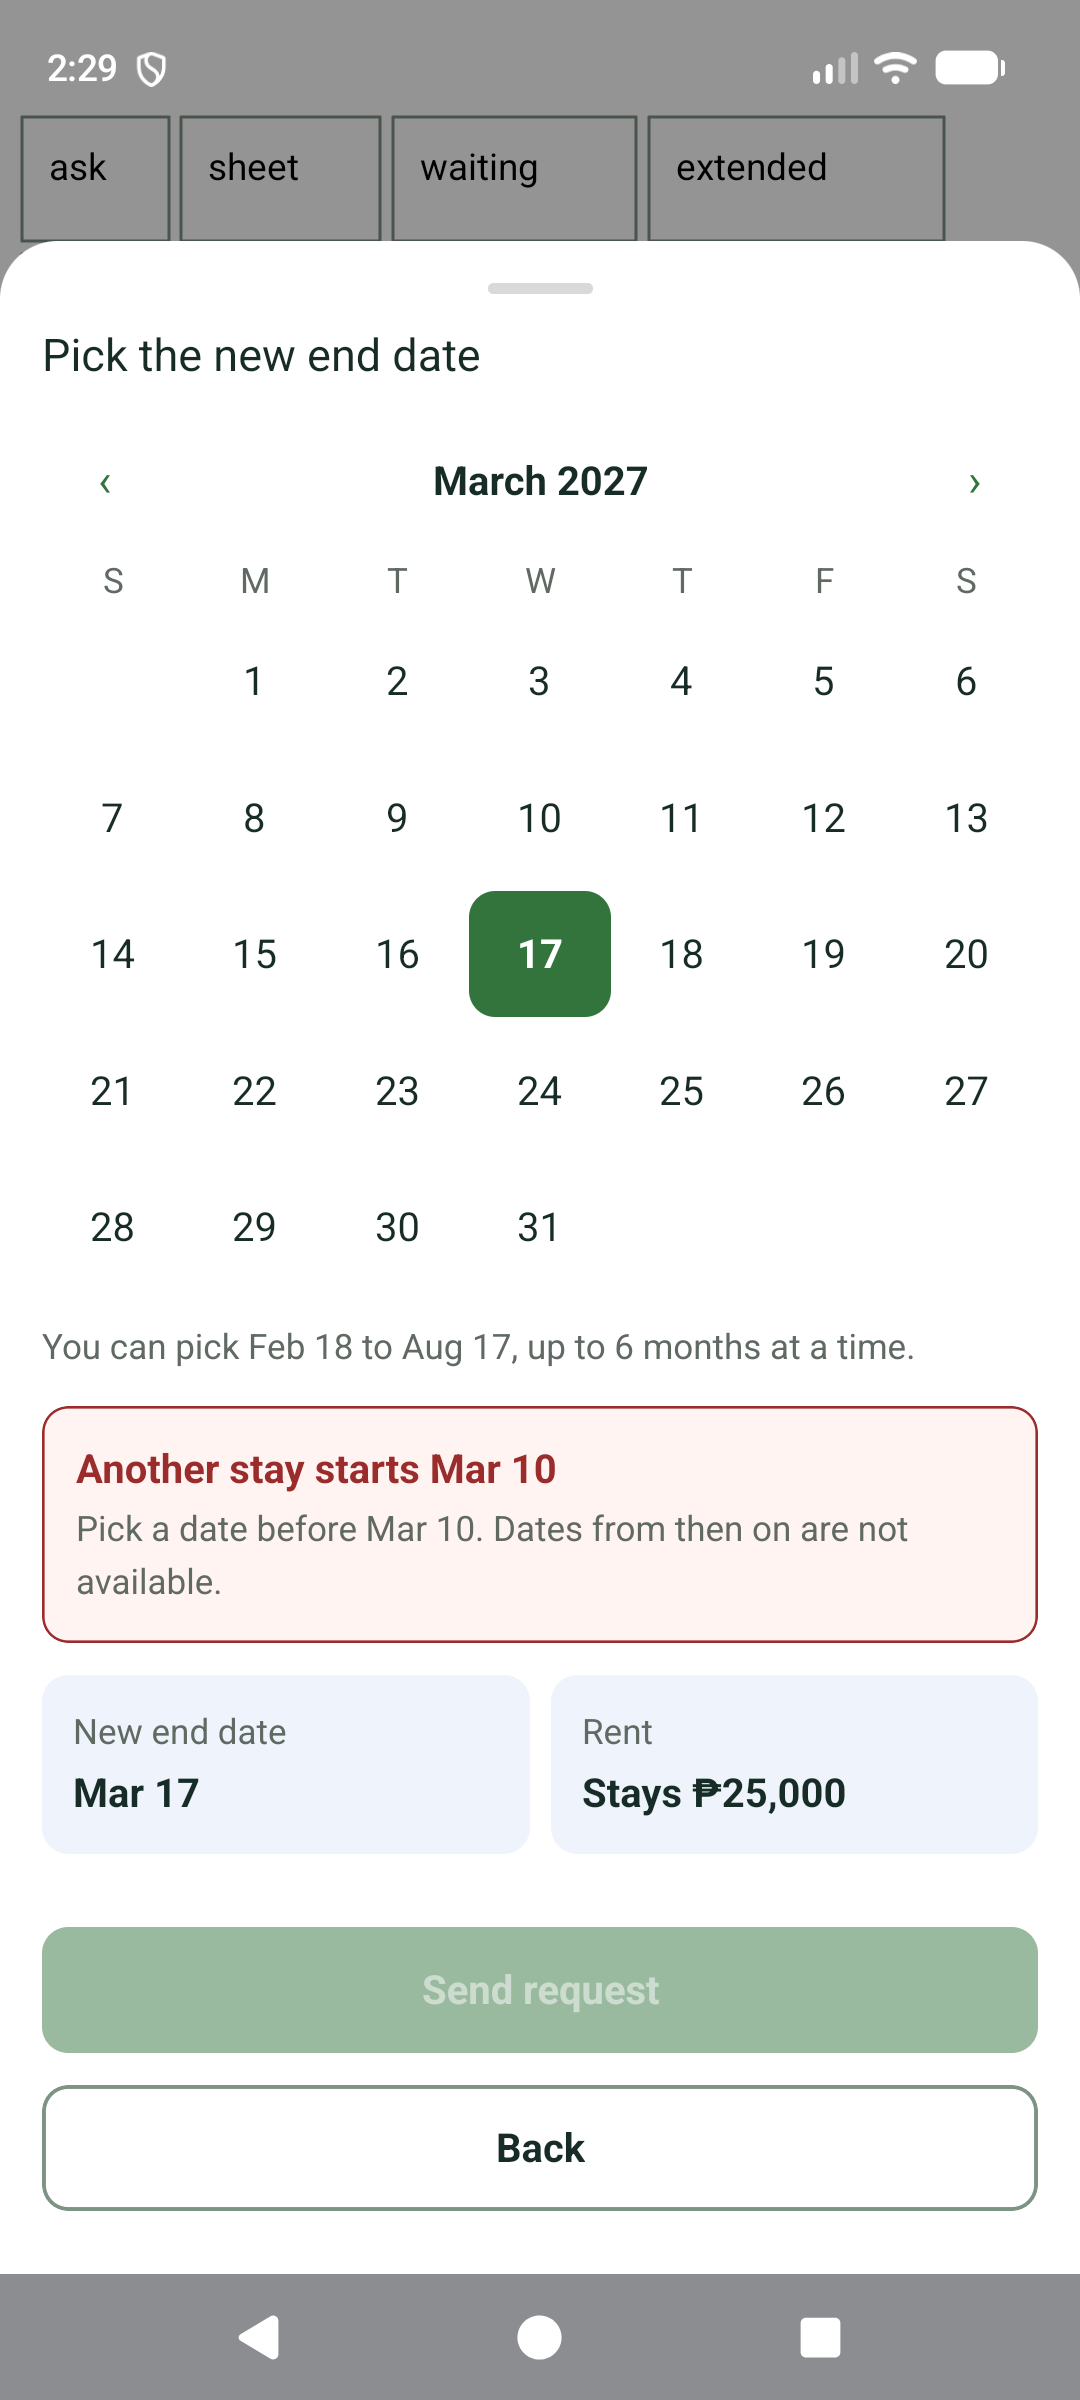 2:29
ask sheet waiting extended
Pick the new end date
‹ March 2027 ›
S M T W T F S
1 2 3 4 5 6
7 8 9 10 11 12 13
14 15 16 17 18 19 20
21 22 23 24 25 26 27
28 29 30 31
You can pick Feb 18 to Aug 17, up to 6 months at a time.
Another stay starts Mar 10
Pick a date before Mar 10. Dates from then on are not
available.
New end date
Mar 17
Rent
Stays ₱25,000
Send request
Back